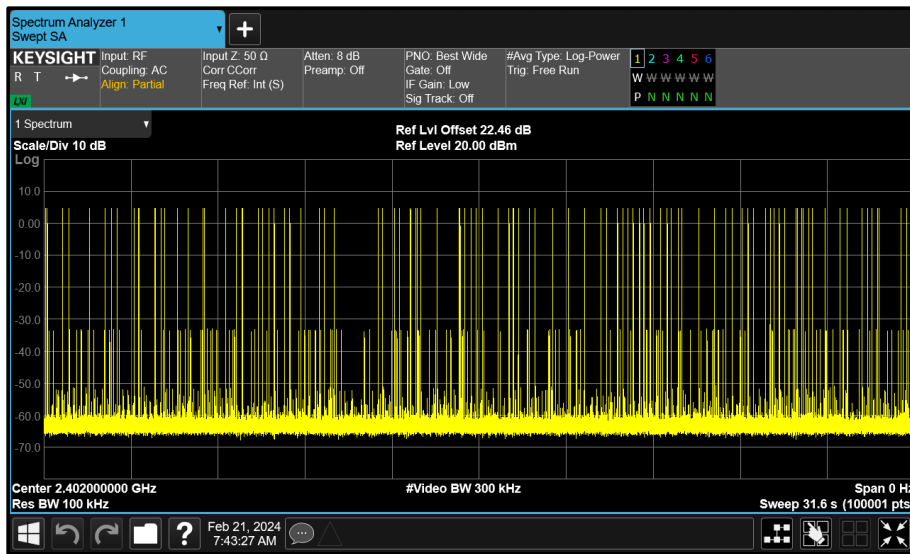 Spectrum Analyzer 1
Swept SA
+
KEYSIGHT
R T
LXI
Input: RF
Coupling: AC
Align: Partial
Input Z: 50 Ω
Corr CCorr
Freq Ref: Int (S)
Atten: 8 dB
Preamp: Off
PNO: Best Wide
Gate: Off
IF Gain: Low
Sig Track: Off
#Avg Type: Log-Power
Trig: Free Run
1 2 3 4 5 6
W W W W W W
P N N N N N
1 Spectrum
Scale/Div 10 dB
Ref Lvl Offset 22.46 dB
Ref Level 20.00 dBm
Log
10.0
0.00
-10.0
-20.0
-30.0
-40.0
-50.0
-60.0
-70.0
Center 2.402000000 GHz
#Video BW 300 kHz
Span 0 Hz
Res BW 100 kHz
Sweep 31.6 s (100001 pts
?
Feb 21, 2024
7:43:27 AM